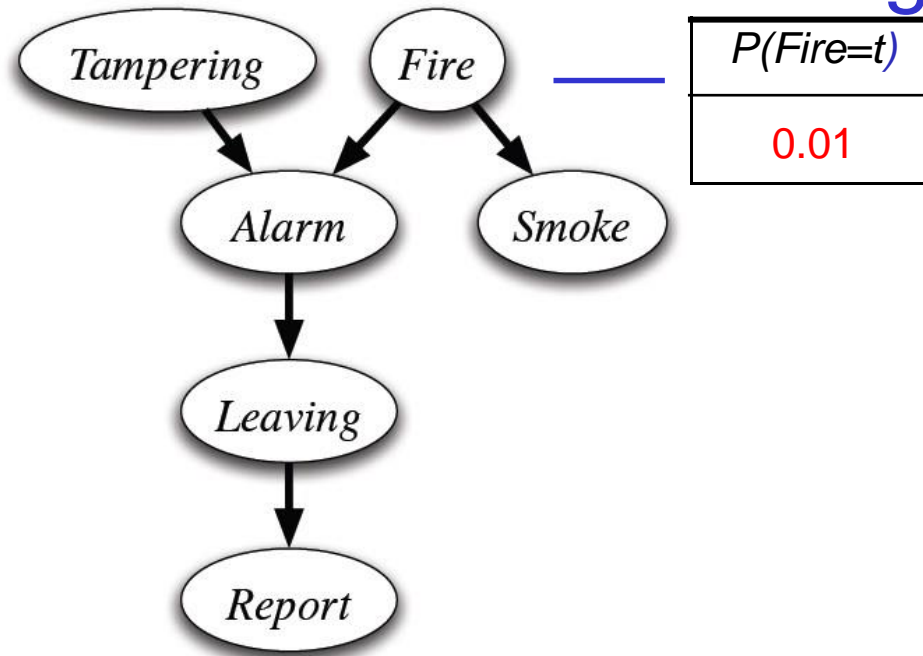 g
Tampering
Fire
P(Fire=t)
0.01
Alarm
Smoke
Leaving
Report